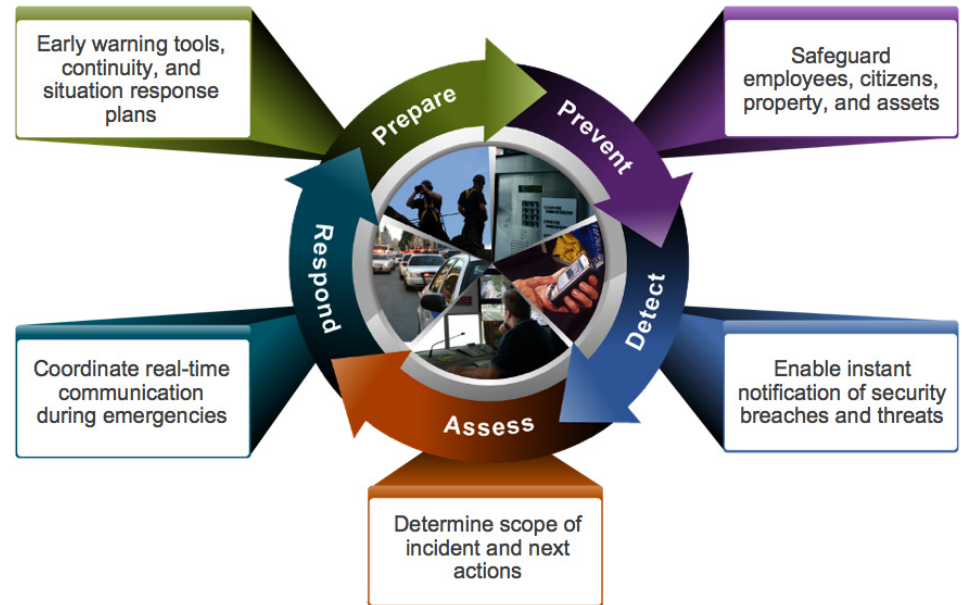 Early warning tools,
continuity, and
situation response
plans
Prepare
Prevent
Safeguard
employees, citizens,
property, and assets
Respond
Detect
Coordinate real-time
communication
during emergencies
Enable instant
notification of security
breaches and threats
Assess
Determine scope of
incident and next
actions